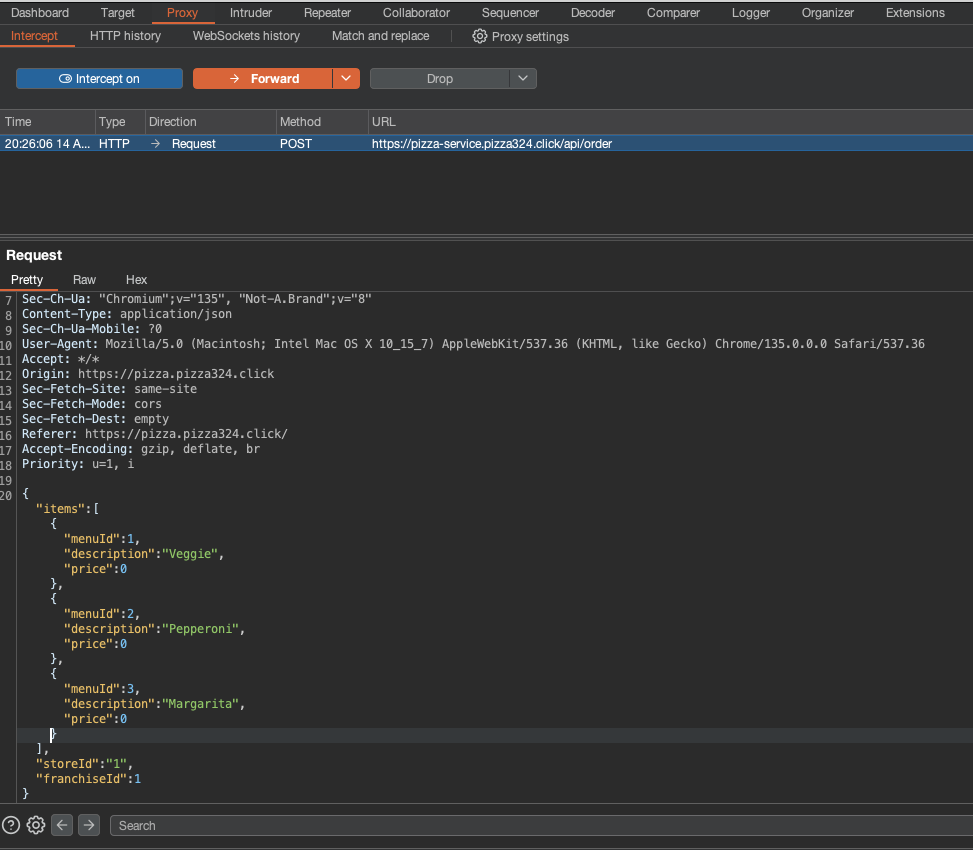 Dashboard Target Proxy Intruder Repeater Collaborator Sequencer Decoder Comparer Logger Organizer Extensions
Intercept HTTP history WebSockets history Match and replace Proxy settings
Intercept on Forward Drop
Time Type Direction Method URL
20:26:06 14 A... HTTP → Request POST https://pizza-service.pizza324.click/api/order
Request
Pretty Raw Hex
7 Sec-Ch-Ua: "Chromium";v="135", "Not-A.Brand";v="8"
8 Content-Type: application/json
9 Sec-Ch-Ua-Mobile: ?0
10 User-Agent: Mozilla/5.0 (Macintosh; Intel Mac OS X 10_15_7) AppleWebKit/537.36 (KHTML, like Gecko) Chrome/135.0.0.0 Safari/537.36
11 Accept: */*
12 Origin: https://pizza.pizza324.click
13 Sec-Fetch-Site: same-site
14 Sec-Fetch-Mode: cors
15 Sec-Fetch-Dest: empty
16 Referer: https://pizza.pizza324.click/
17 Accept-Encoding: gzip, deflate, br
18 Priority: u=1, i
19
20 {
"items":[
{
"menuId":1,
"description":"Veggie",
"price":0
},
{
"menuId":2,
"description":"Pepperoni",
"price":0
},
{
"menuId":3,
"description":"Margarita",
"price":0
}
],
"storeId":"1",
"franchiseId":1
}
Search